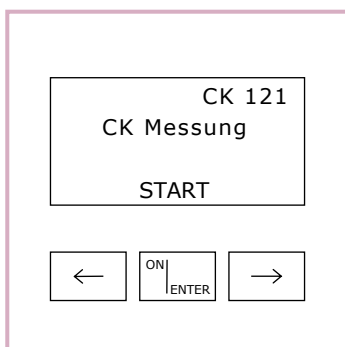 CK 121
CK Messung
START
← ON ENTER →